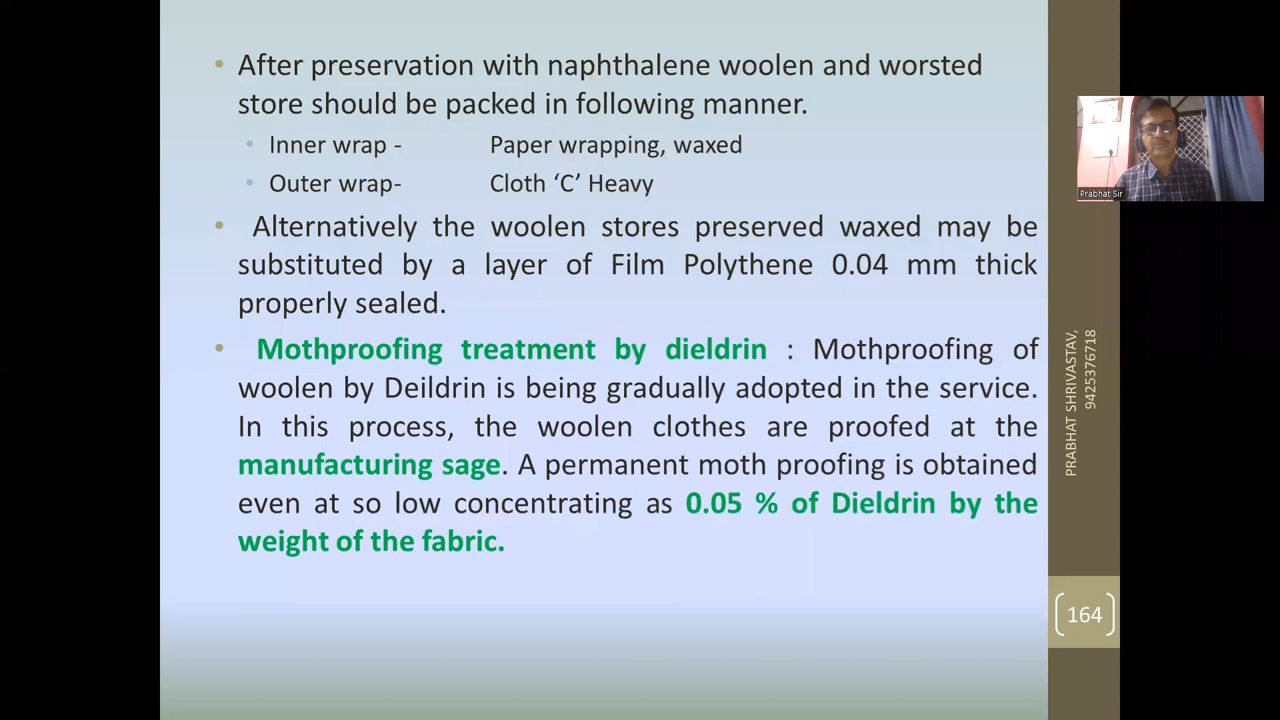 • After preservation with naphthalene woolen and worsted
store should be packed in following manner.
• Inner wrap - Paper wrapping, waxed
• Outer wrap- Cloth ‘C’ Heavy
• Alternatively the woolen stores preserved waxed may be
substituted by a layer of Film Polythene 0.04 mm thick
properly sealed.
• Mothproofing treatment by dieldrin : Mothproofing of
woolen by Deildrin is being gradually adopted in the service.
In this process, the woolen clothes are proofed at the
manufacturing sage. A permanent moth proofing is obtained
even at so low concentrating as 0.05 % of Dieldrin by the
weight of the fabric.
Prabhat Sir
PRABHAT SHRIVASTAV,
9425376718
164